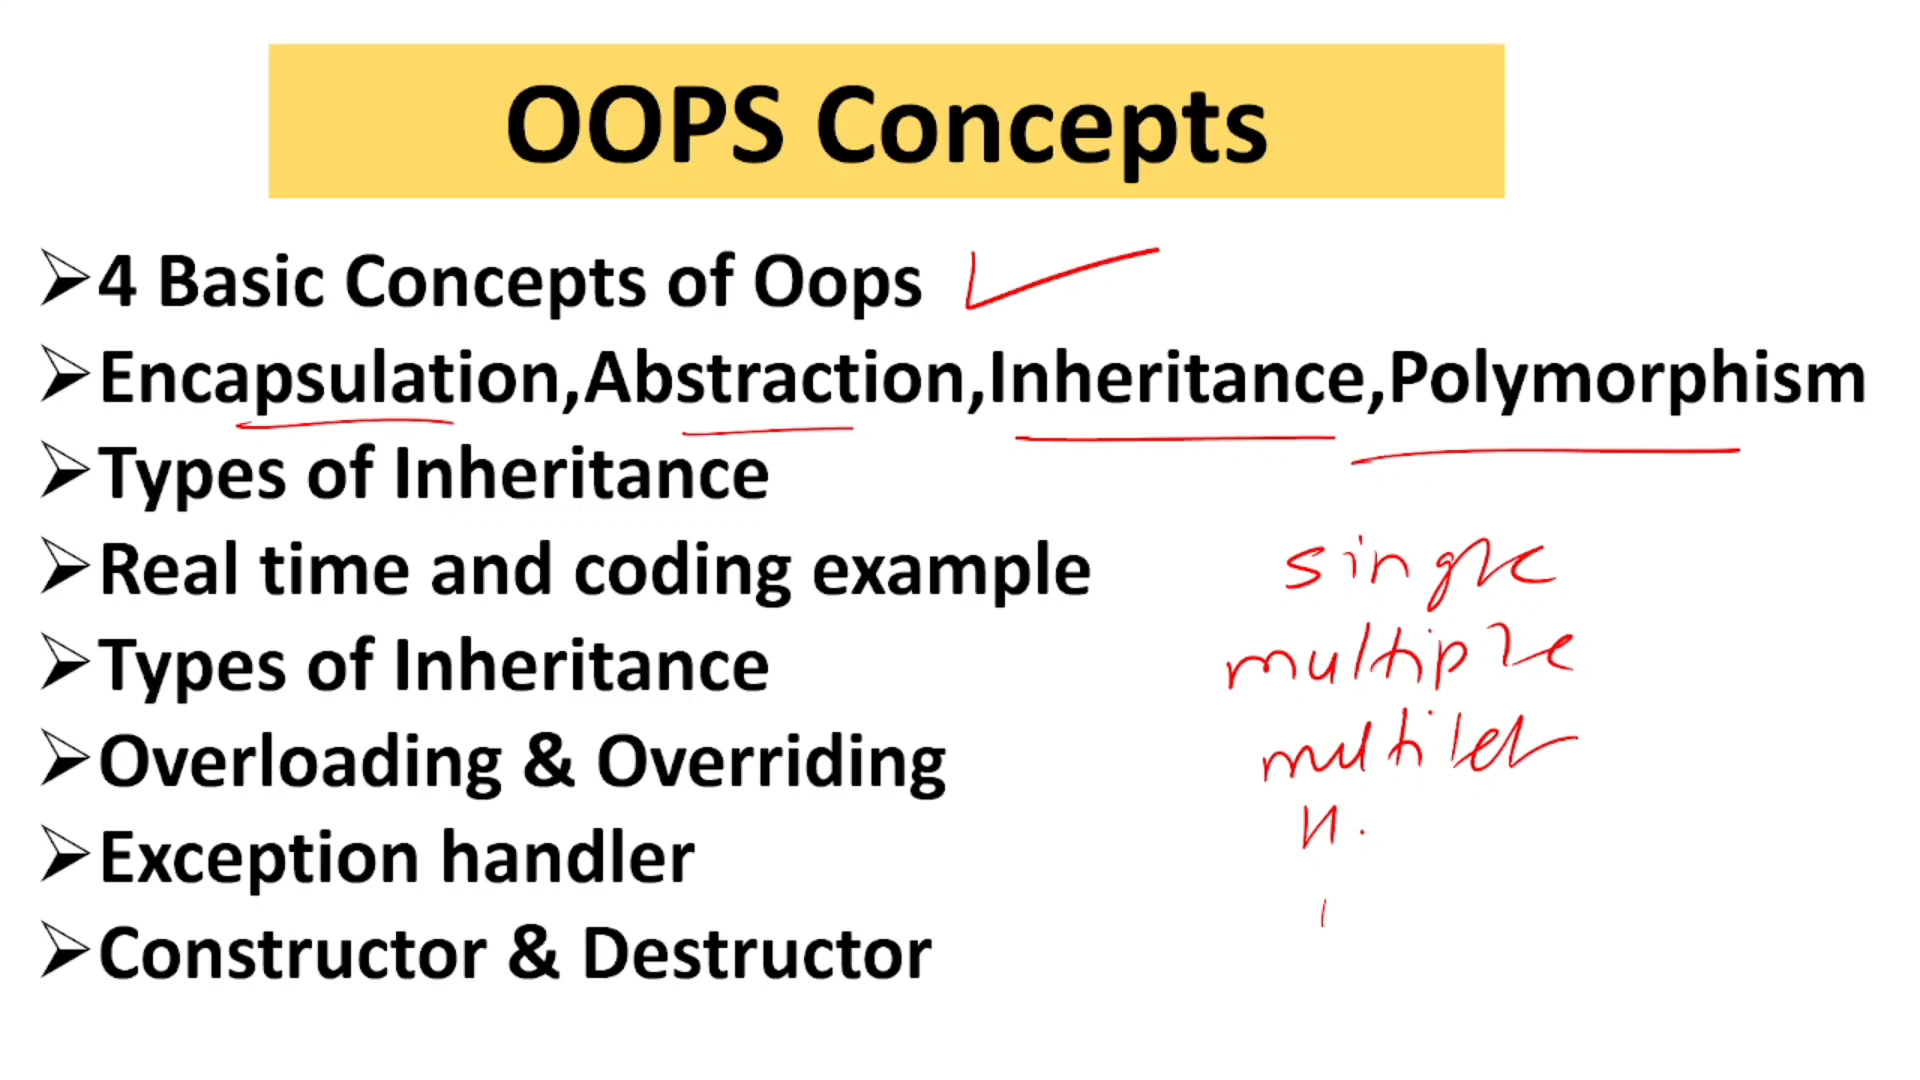 OOPS Concepts
4 Basic Concepts of Oops
Encapsulation,Abstraction,Inheritance,Polymorphism
Types of Inheritance
Real time and coding example
Types of Inheritance
Overloading & Overriding
Exception handler
Constructor & Destructor
single
multiple
H.